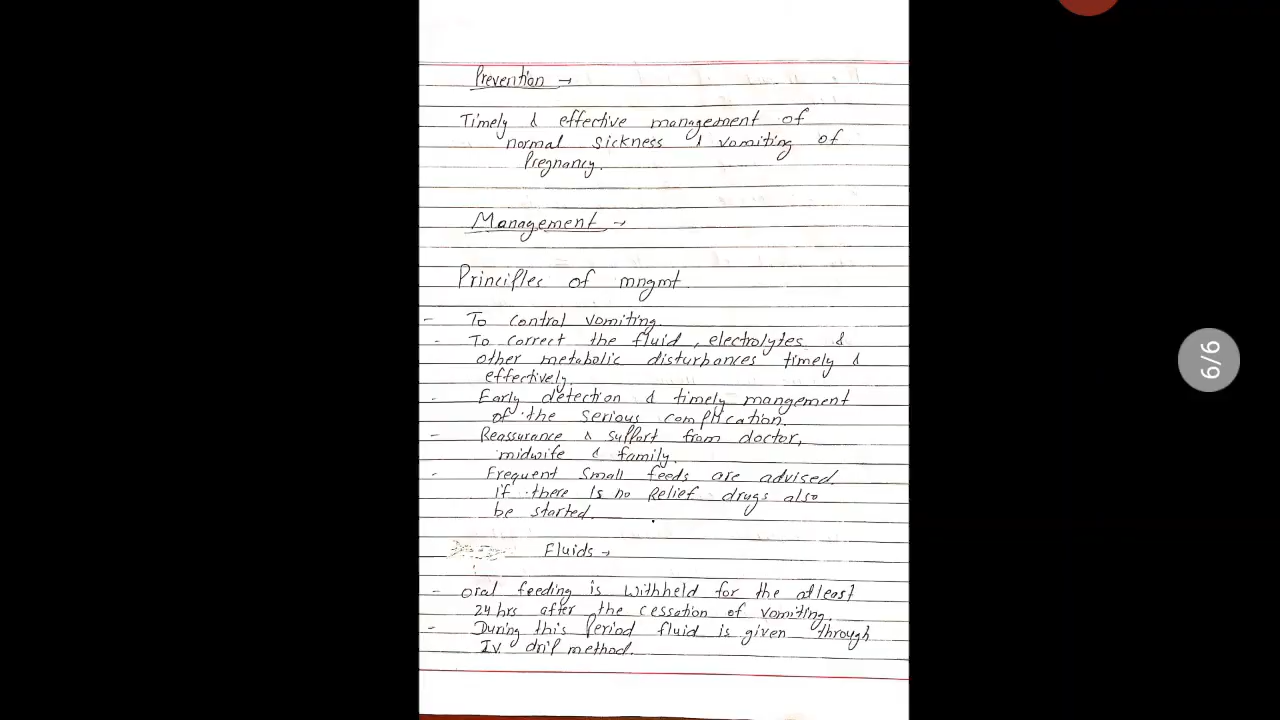 Prevention →
Timely & effective management of
normal sickness & vomiting of
Pregnancy.
Management →
Principles of mngmt
- To control vomiting.
- To correct the fluid, electrolytes &
other metabolic disturbances timely &
effectively.
- Early detection & timely mangement
of the serious complication.
- Reassurance & support from doctor,
midwife & family.
- Frequent small feeds are advised.
if there is no Relief drugs also
be started.
Fluids →
- Oral feeding is withheld for the atleast
24 hrs after the cessation of vomiting.
- During this Period fluid is given through
I.V. drip method.
6/6